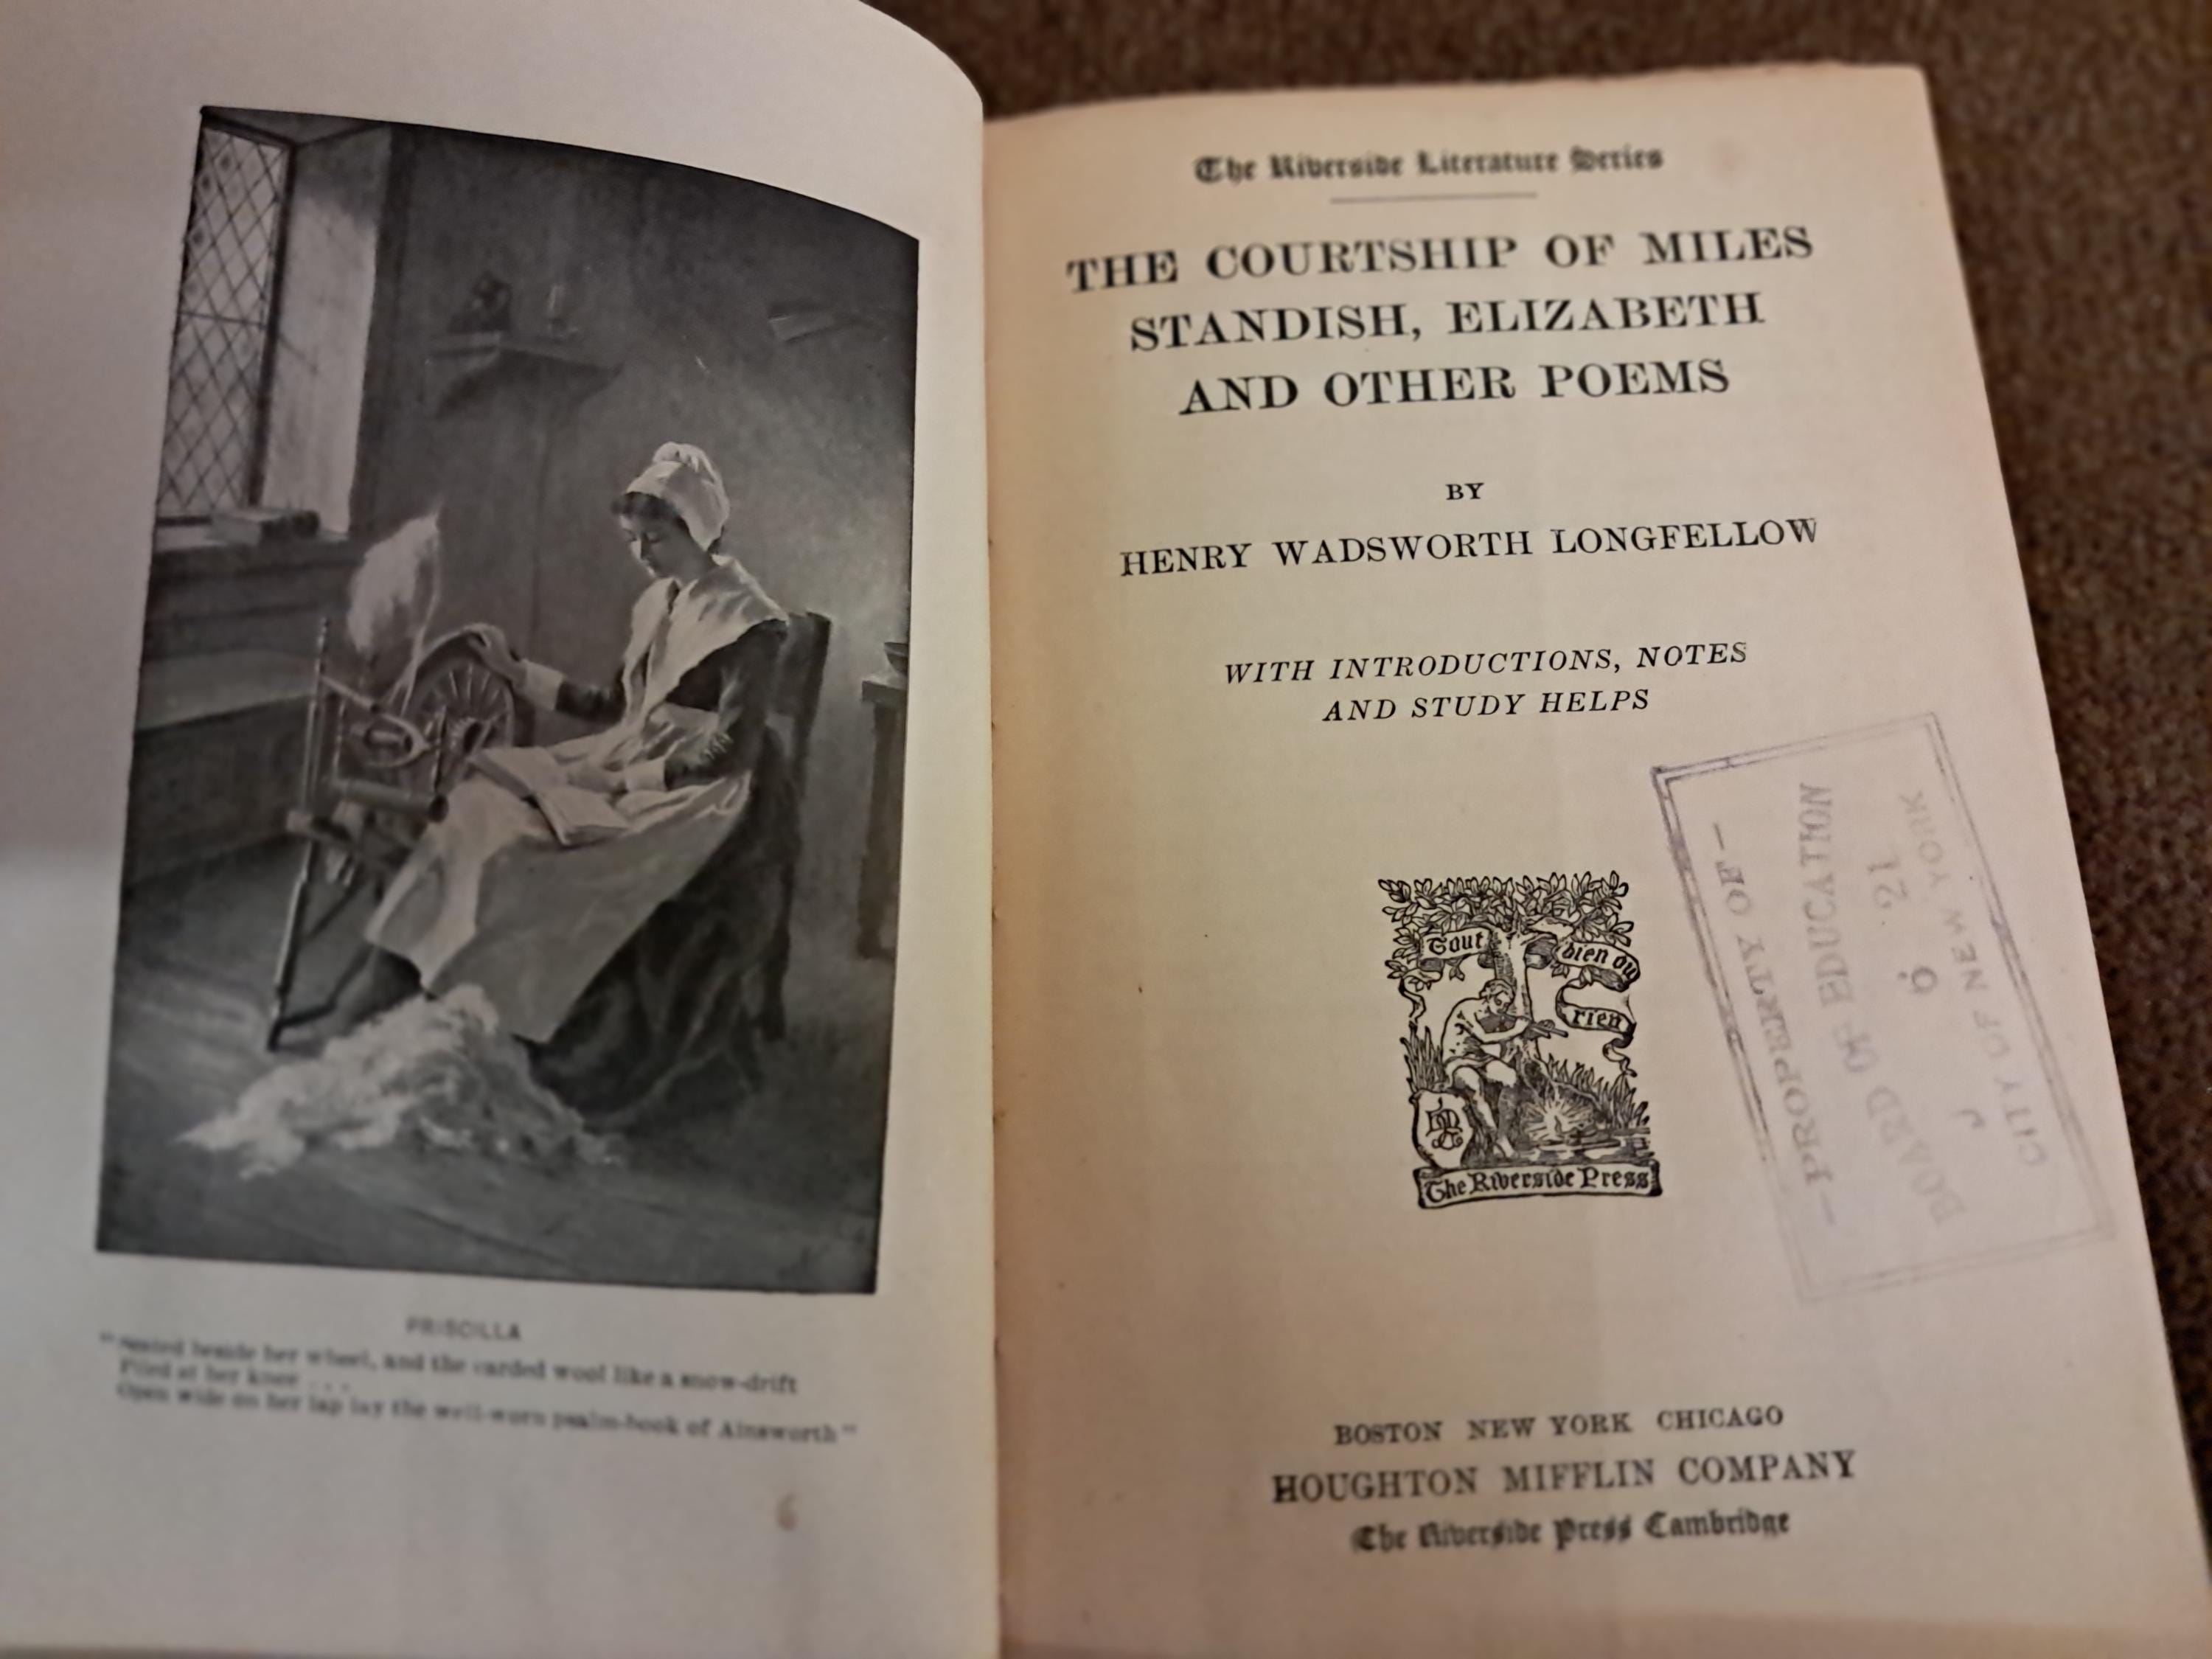 PRISCILLA
"Seated beside her wheel, and the carded wool like a snow-drift
Piled at her knee . . .
Open wide on her lap lay the well-worn psalm-book of Ainsworth"
6
The Riverside Literature Series
THE COURTSHIP OF MILES
STANDISH, ELIZABETH
AND OTHER POEMS
BY
HENRY WADSWORTH LONGFELLOW
WITH INTRODUCTIONS, NOTES
AND STUDY HELPS
Tout
bien ou
rien
The Riverside Press
—PROPERTY OF—
BOARD OF EDUCATION
CITY OF NEW YORK
BOSTON NEW YORK CHICAGO
HOUGHTON MIFFLIN COMPANY
The Riverside Press Cambridge